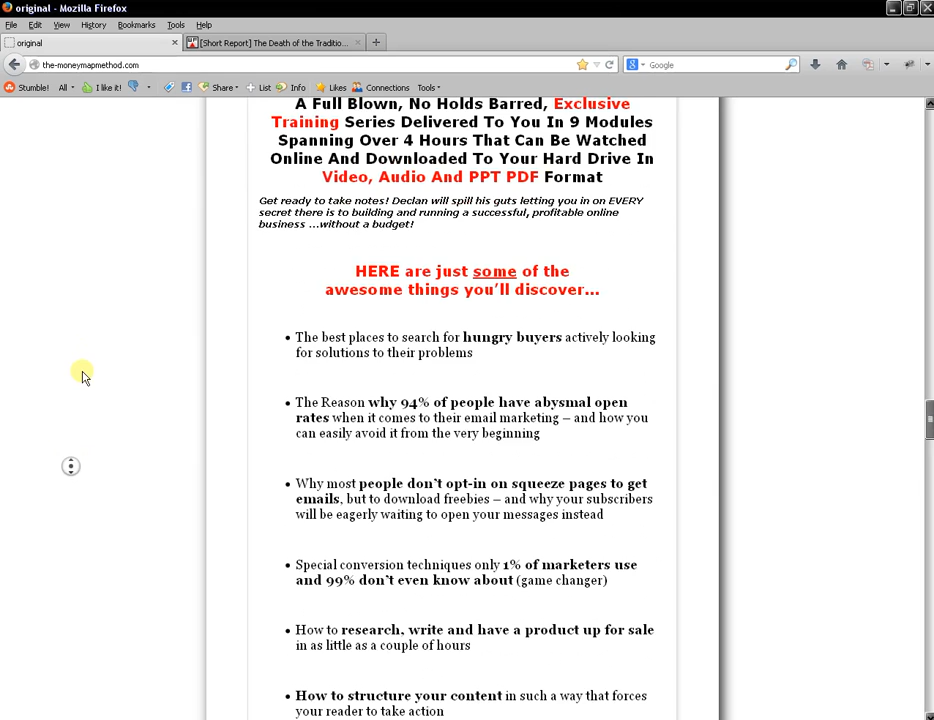 original - Mozilla Firefox
File Edit View History Bookmarks Tools Help
original × [Short Report] The Death of the Traditio... × +
the-moneymapmethod.com Google
Stumble! All I like it! Share List Info Likes Connections Tools
A Full Blown, No Holds Barred, Exclusive
Training Series Delivered To You In 9 Modules
Spanning Over 4 Hours That Can Be Watched
Online And Downloaded To Your Hard Drive In
Video, Audio And PPT PDF Format
Get ready to take notes! Declan will spill his guts letting you in on EVERY
secret there is to building and running a successful, profitable online
business ...without a budget!
HERE are just some of the
awesome things you'll discover...
• The best places to search for hungry buyers actively looking
for solutions to their problems
• The Reason why 94% of people have abysmal open
rates when it comes to their email marketing – and how you
can easily avoid it from the very beginning
• Why most people don't opt-in on squeeze pages to get
emails, but to download freebies – and why your subscribers
will be eagerly waiting to open your messages instead
• Special conversion techniques only 1% of marketers use
and 99% don't even know about (game changer)
• How to research, write and have a product up for sale
in as little as a couple of hours
• How to structure your content in such a way that forces
your reader to take action